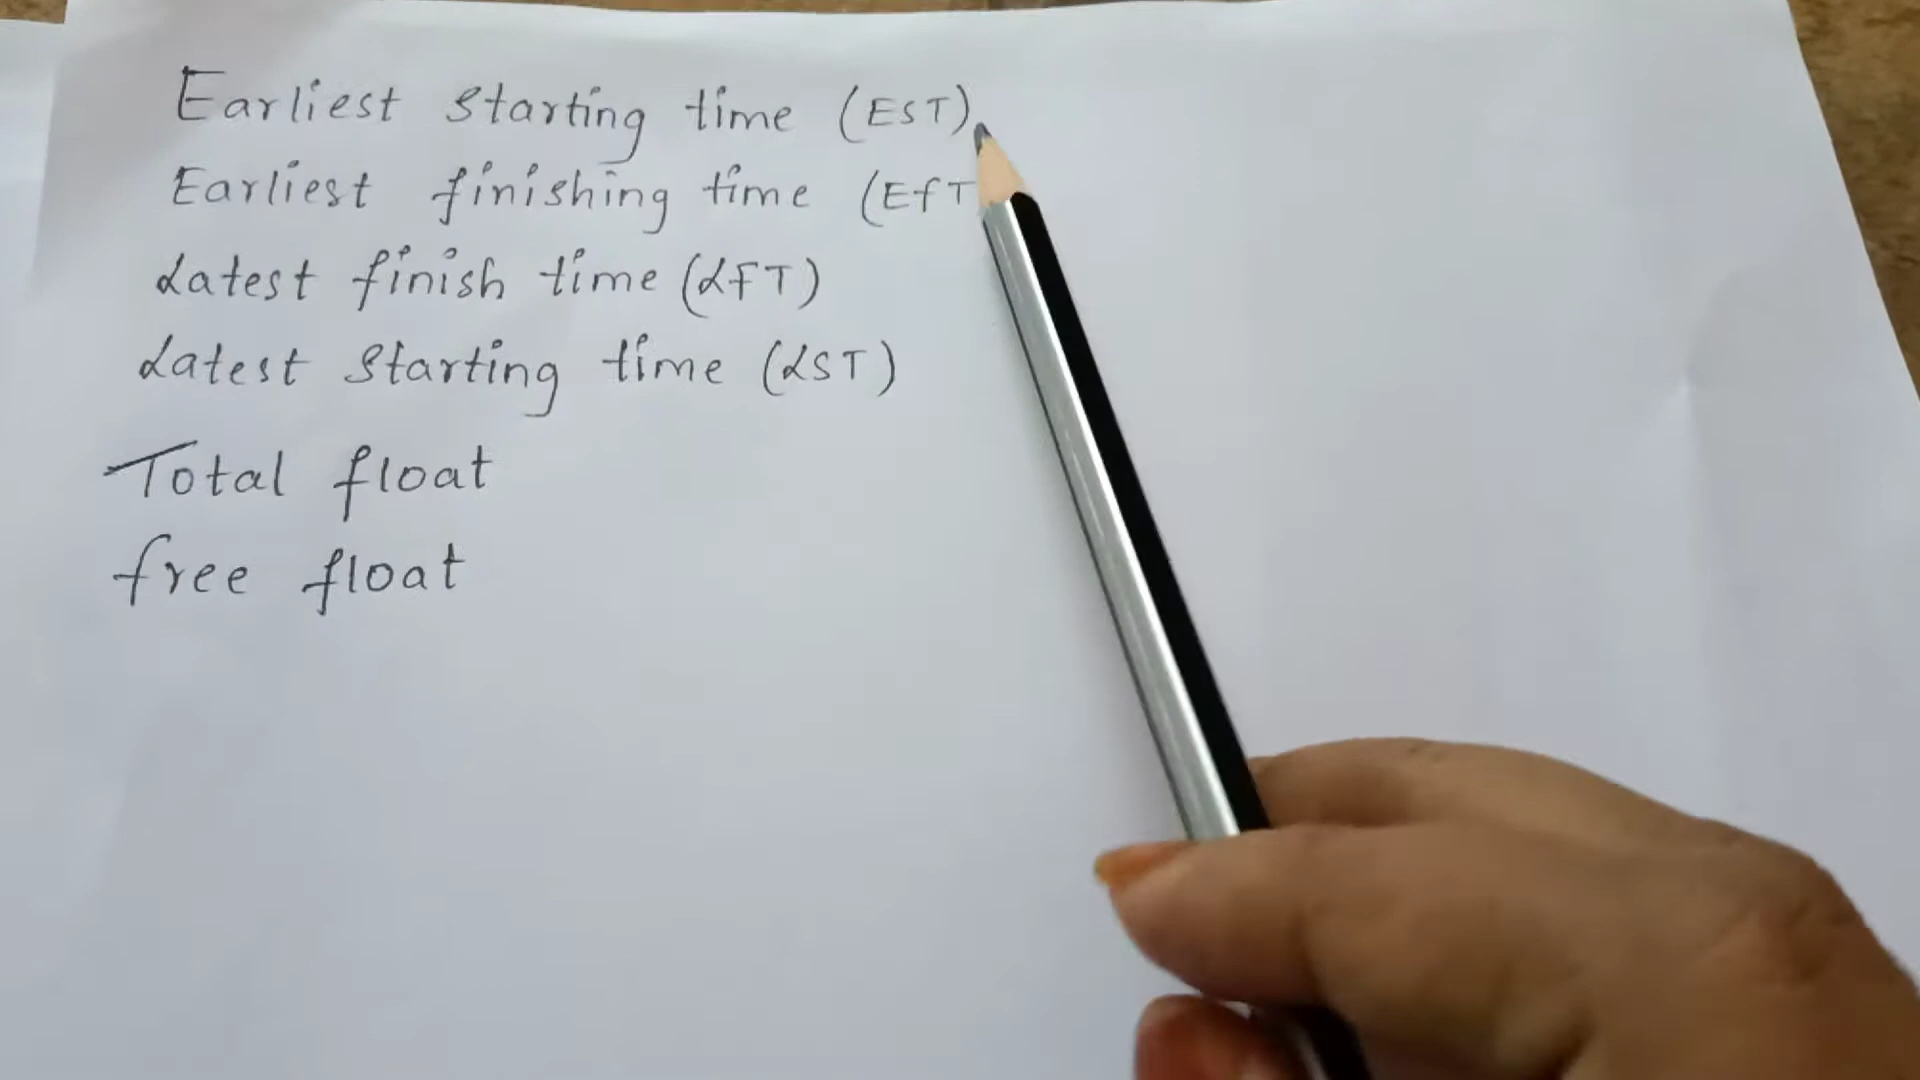 Earliest starting time (EST)
Earliest finishing time (EfT
Latest finish time (LFT)
Latest starting time (LST)
Total float
free float